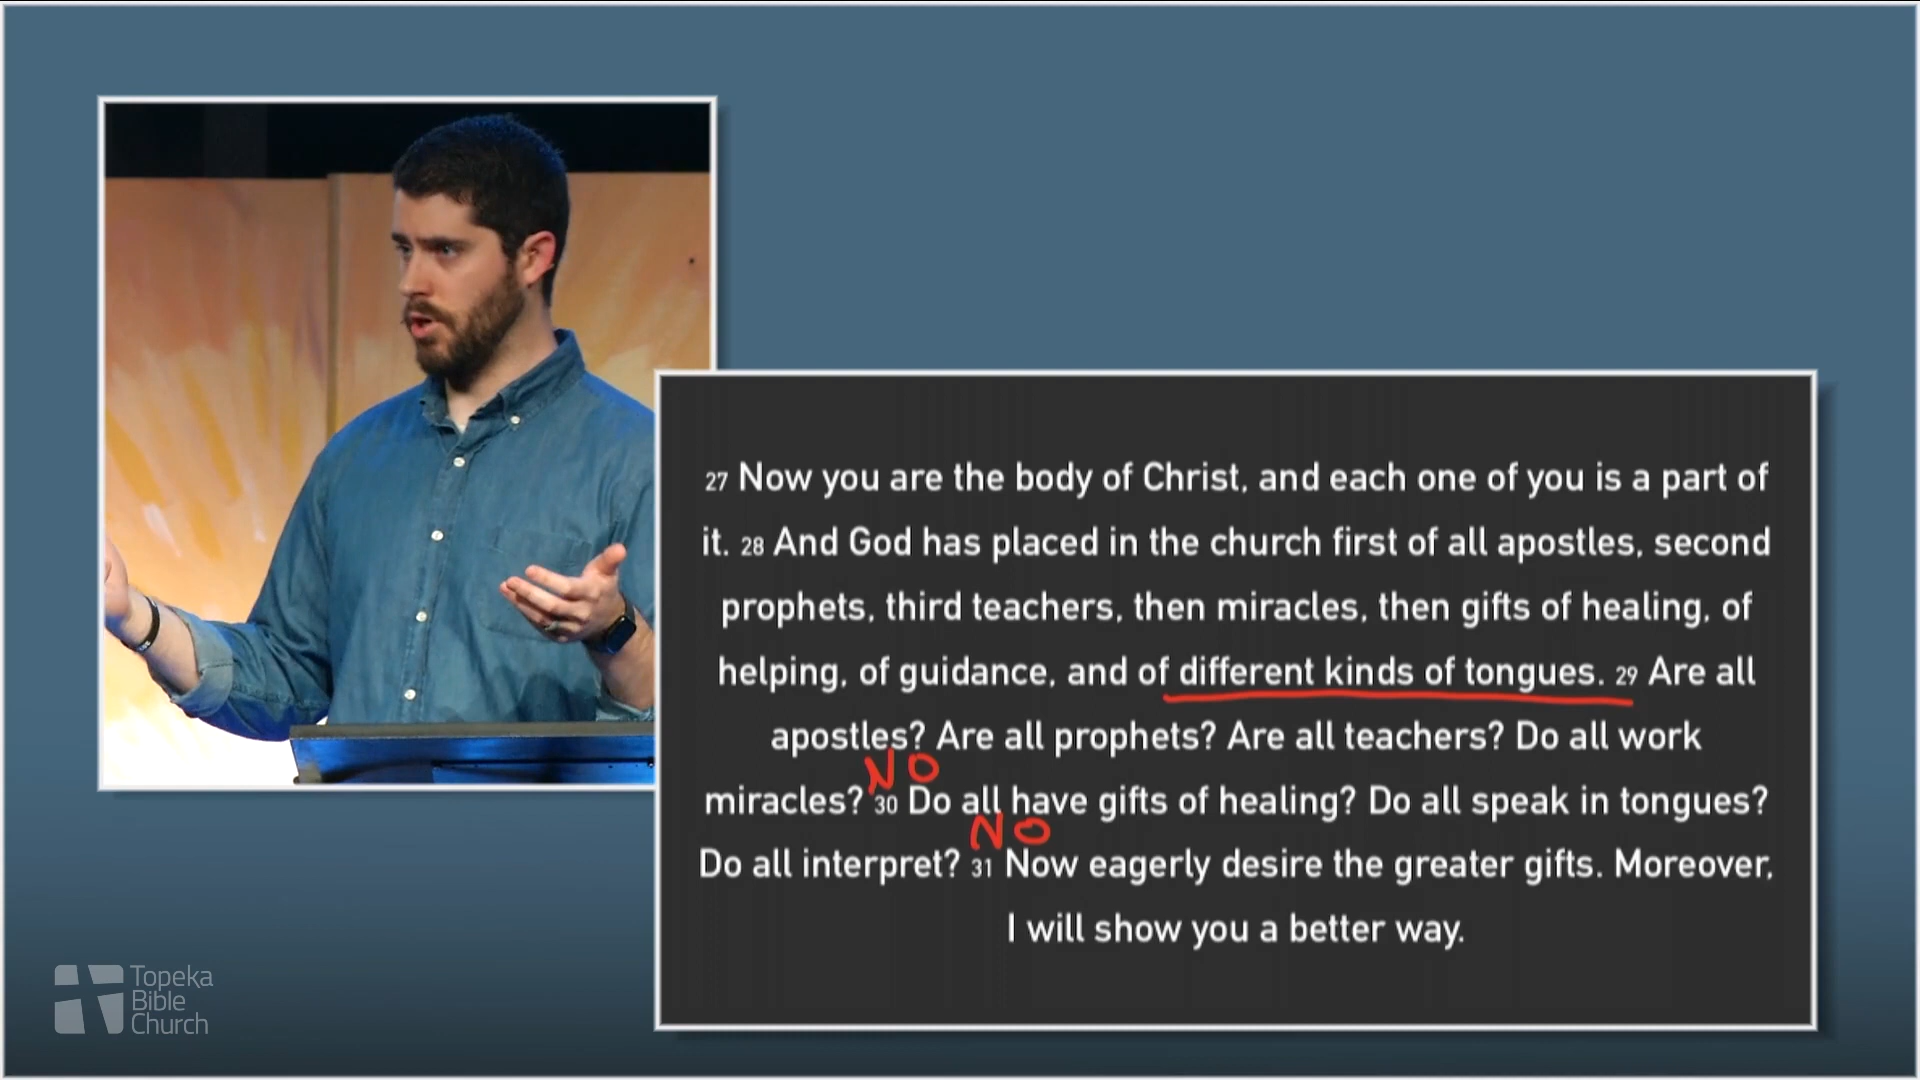 27 Now you are the body of Christ, and each one of you is a part of
it. 28 And God has placed in the church first of all apostles, second
prophets, third teachers, then miracles, then gifts of healing, of
helping, of guidance, and of different kinds of tongues. 29 Are all
apostles? Are all prophets? Are all teachers? Do all work
NO
miracles? 30 Do all have gifts of healing? Do all speak in tongues?
NO
Do all interpret? 31 Now eagerly desire the greater gifts. Moreover,
I will show you a better way.
Topeka
Bible
Church